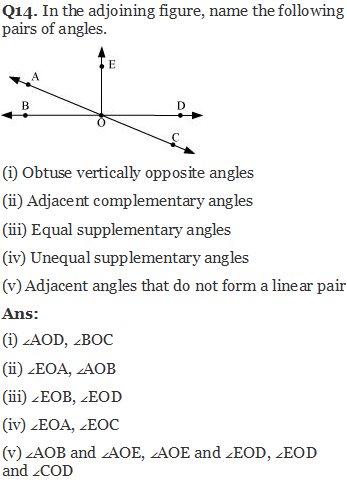 Q14. In the adjoining figure, name the following
pairs of angles.
E
A
B
D
O
C
(i) Obtuse vertically opposite angles
(ii) Adjacent complementary angles
(iii) Equal supplementary angles
(iv) Unequal supplementary angles
(v) Adjacent angles that do not form a linear pair
Ans:
(i) ∠AOD, ∠BOC
(ii) ∠EOA, ∠AOB
(iii) ∠EOB, ∠EOD
(iv) ∠EOA, ∠EOC
(v) ∠AOB and ∠AOE, ∠AOE and ∠EOD, ∠EOD
and ∠COD